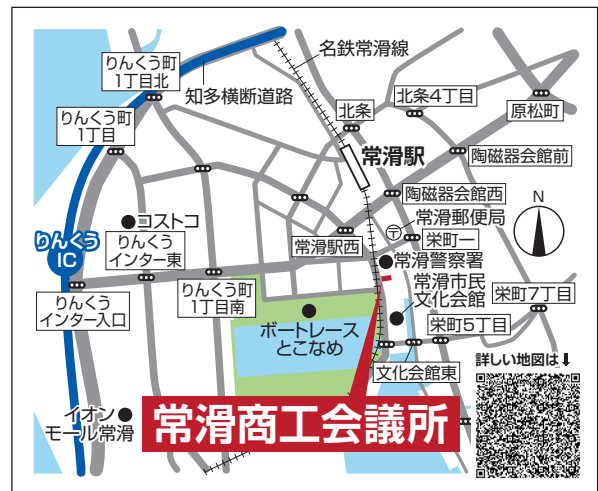 名鉄常滑線
りんくう町
1丁目北
知多横断道路
りんくう町
1丁目
北条
北条4丁目
原松町
常滑駅
陶磁器会館前
陶磁器会館西
N
コストコ
常滑郵便局
〒
栄町一
りんくう
IC
りんくう
インター東
常滑駅西
常滑警察署
常滑市民
文化会館
りんくう
インター入口
りんくう町
1丁目南
栄町7丁目
ボートレース
とこなめ
栄町5丁目
文化会館東
詳しい地図は⬇
イオン
モール常滑
常滑商工会議所